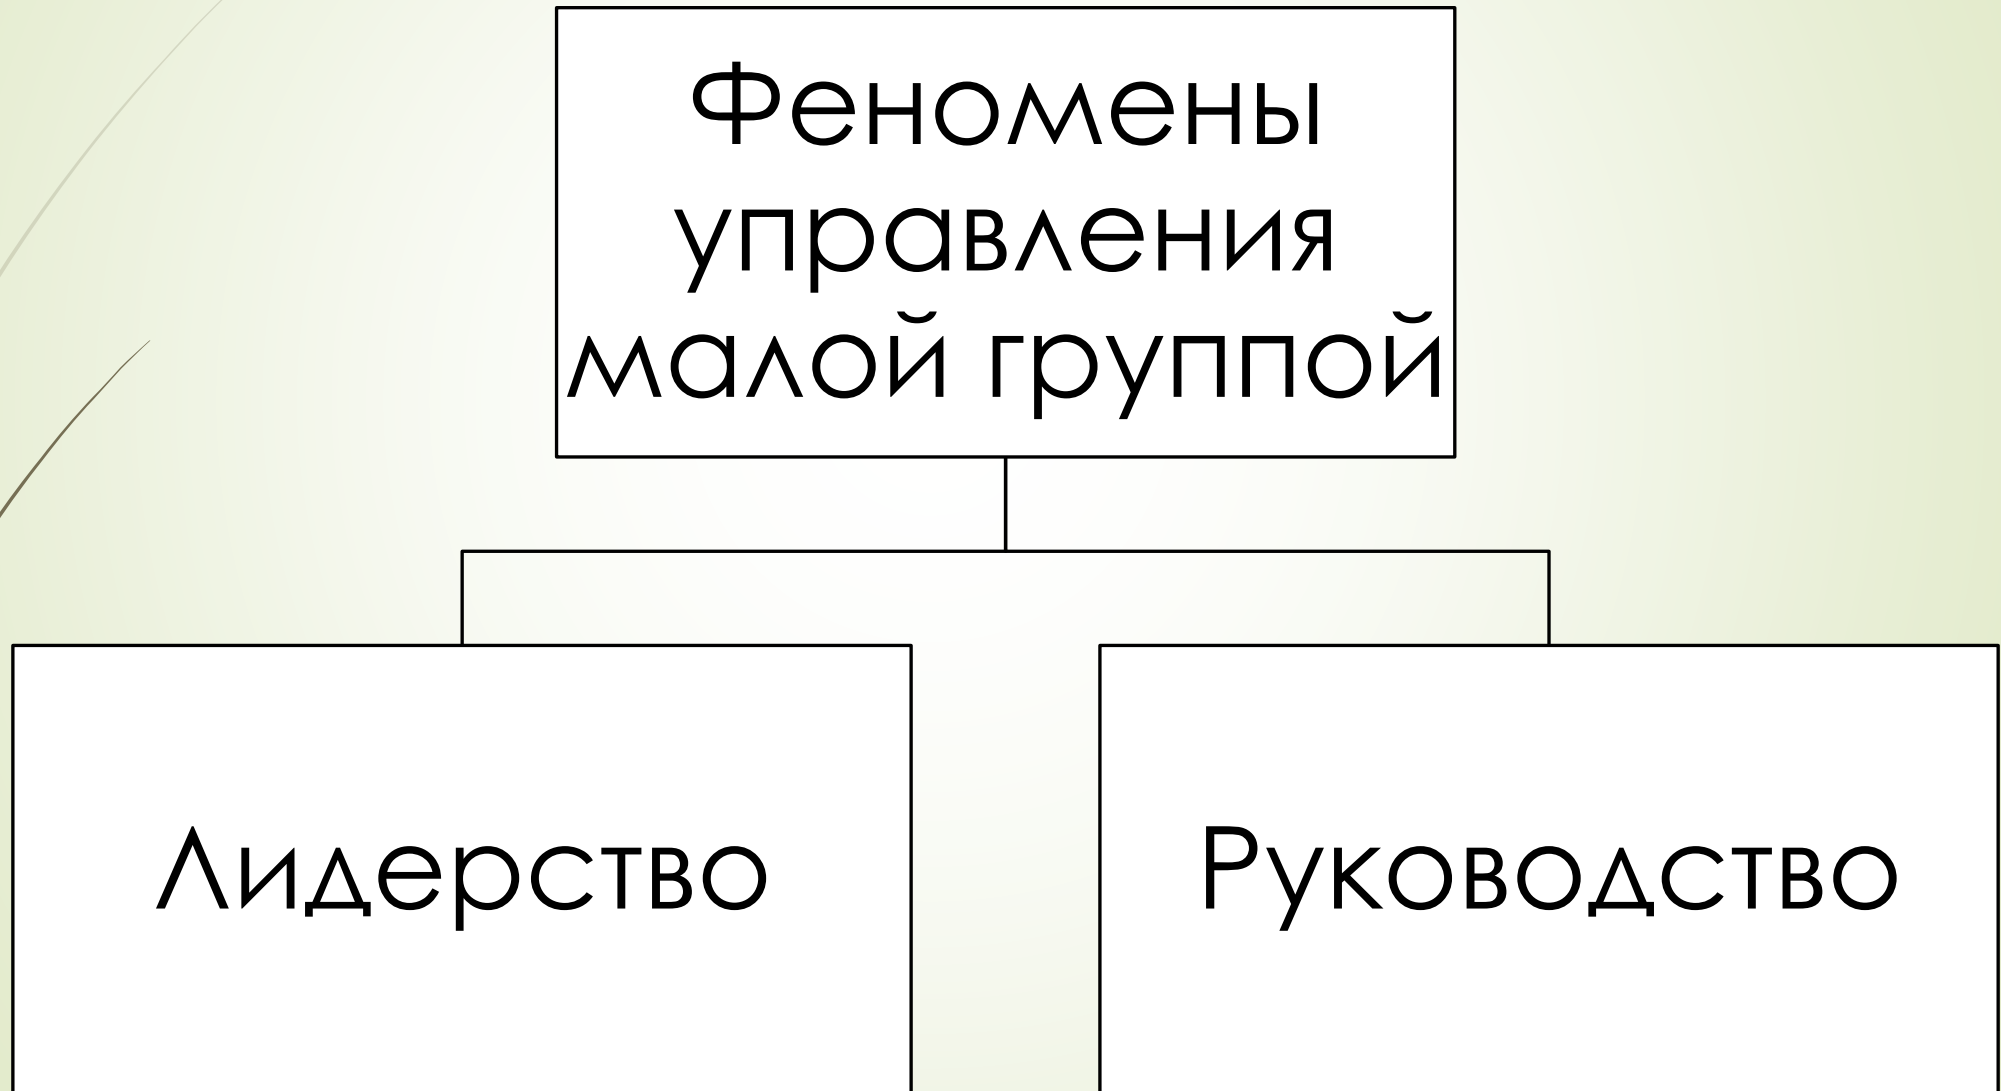 Феномены
управления
малой группой
Лидерство
Руководство